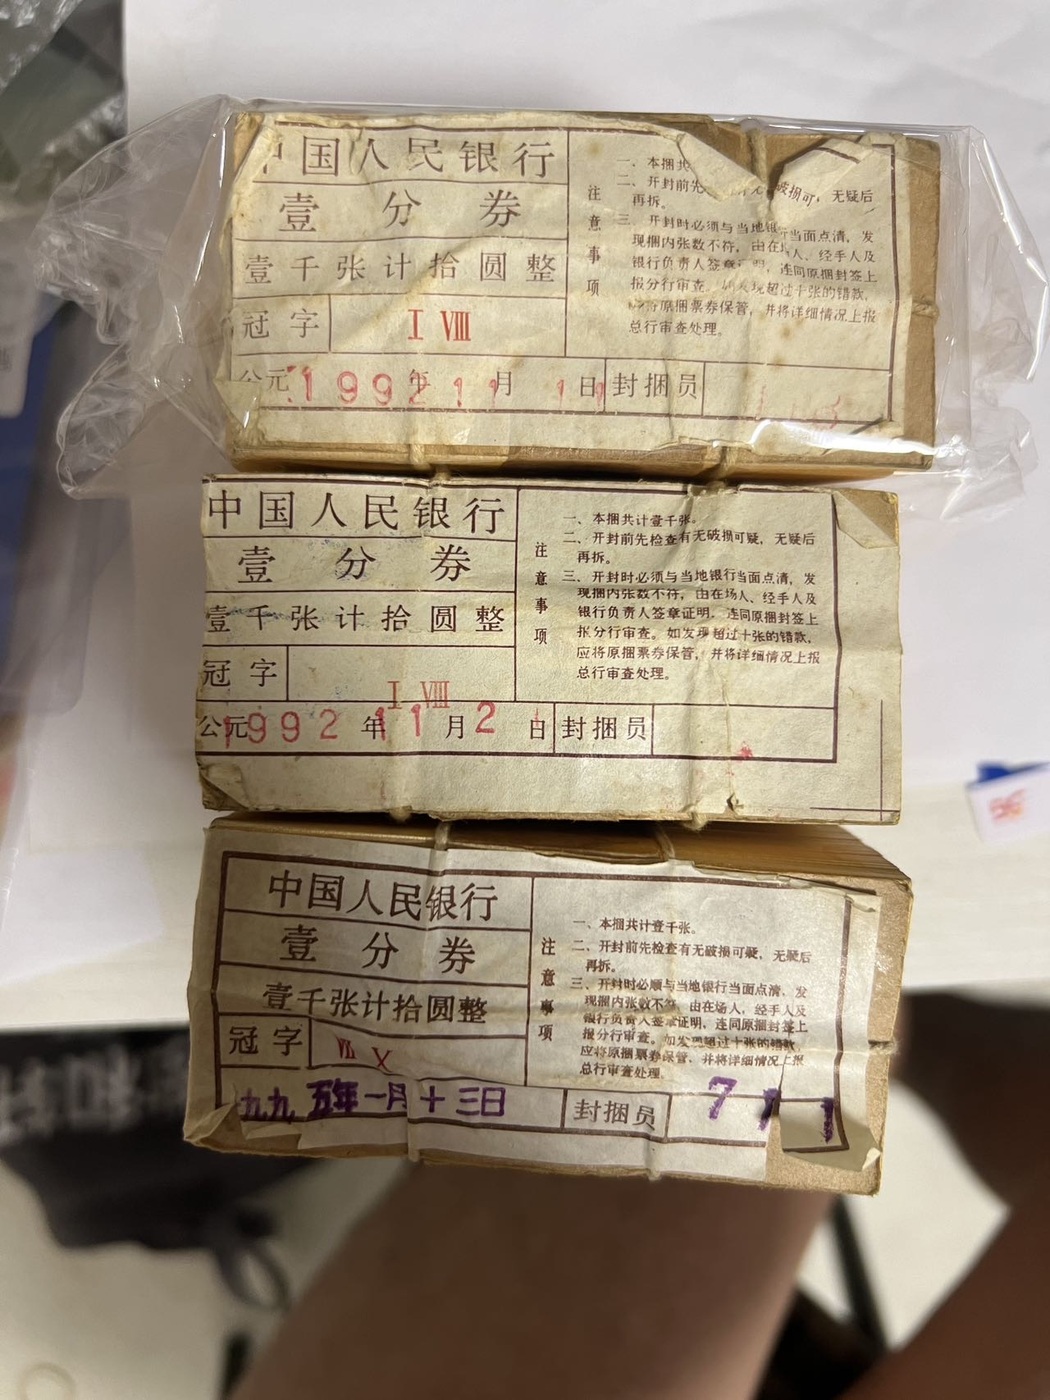 中国人民银行
壹分券
壹千张计拾圆整
冠字 I VIII
公元1992年11月1日 封捆员
注意事项
一、本捆共
二、开封前先 破损可,无疑后
再拆。
三、开封时必须与当地银行当面点清,发
现捆内张数不符,由在场人、经手人及
银行负责人签章证明,连同原捆封签上
报分行审查。如发现超过十张的错款,
应将原捆票券保管,并将详细情况上报
总行审查处理。
中国人民银行
壹分券
壹千张计拾圆整
冠字 I VIII
公元1992年11月2日 封捆员
注意事项
一、本捆共计壹千张。
二、开封前先检查有无破损可疑,无疑后
再拆。
三、开封时必须与当地银行当面点清,发
现捆内张数不符,由在场人、经手人及
银行负责人签章证明,连同原捆封签上
报分行审查。如发现超过十张的错款,
应将原捆票券保管,并将详细情况上报
总行审查处理。
中国人民银行
壹分券
壹千张计拾圆整
冠字 VII X
九九五年一月十三日 封捆员 7
注意事项
一、本捆共计壹千张。
二、开封前先检查有无破损可疑,无疑后
再拆。
三、开封时必顺与当地银行当面点清,发
现捆内张数不符,由在场人、经手人及
银行负责人签章证明,连同原捆封签上
报分行审查。如发现超过十张的错款,
应将原捆票券保管,并将详细情况上报
总行审查处理。